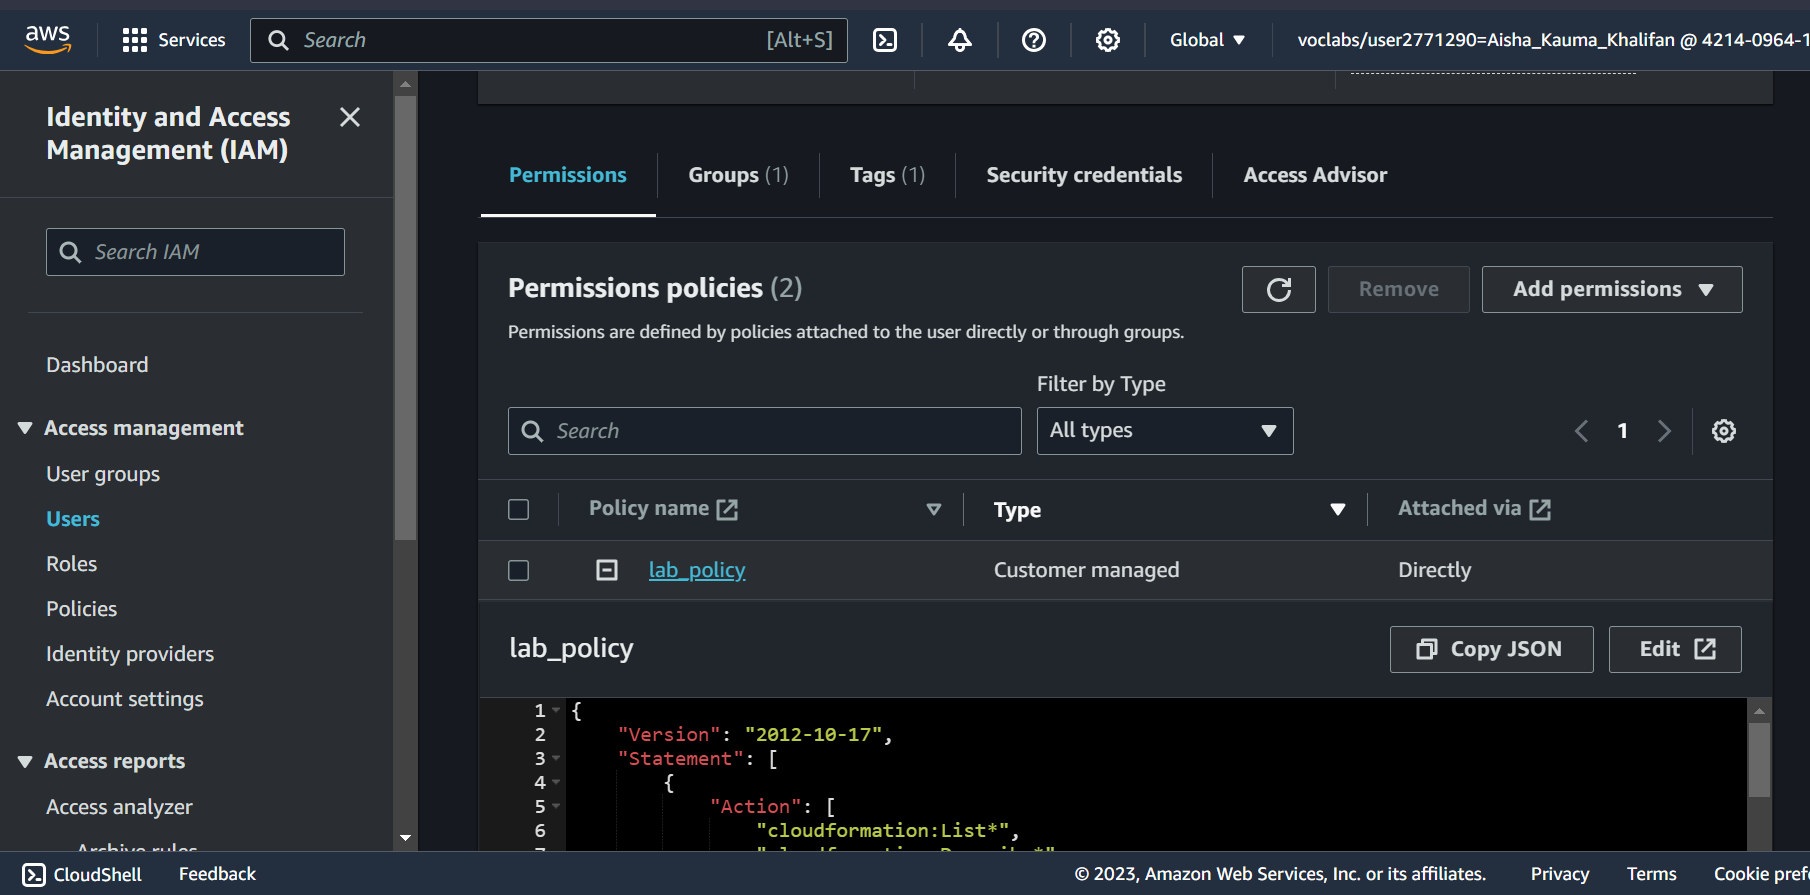 aws
Services
Search [Alt+S]
Global
voclabs/user2771290=Aisha_Kauma_Khalifan @ 4214-0964-1
Identity and Access
Management (IAM)
Search IAM
Dashboard
Access management
User groups
Users
Roles
Policies
Identity providers
Account settings
Access reports
Access analyzer
Archive rules
Permissions
Groups (1)
Tags (1)
Security credentials
Access Advisor
Permissions policies (2)
Remove
Add permissions
Permissions are defined by policies attached to the user directly or through groups.
Filter by Type
Search
All types
1
Policy name
Type
Attached via
lab_policy
Customer managed
Directly
lab_policy
Copy JSON
Edit
1 {
2 "Version": "2012-10-17",
3 "Statement": [
4 {
5 "Action": [
6 "cloudformation:List*",
CloudShell
Feedback
© 2023, Amazon Web Services, Inc. or its affiliates.
Privacy
Terms
Cookie pref